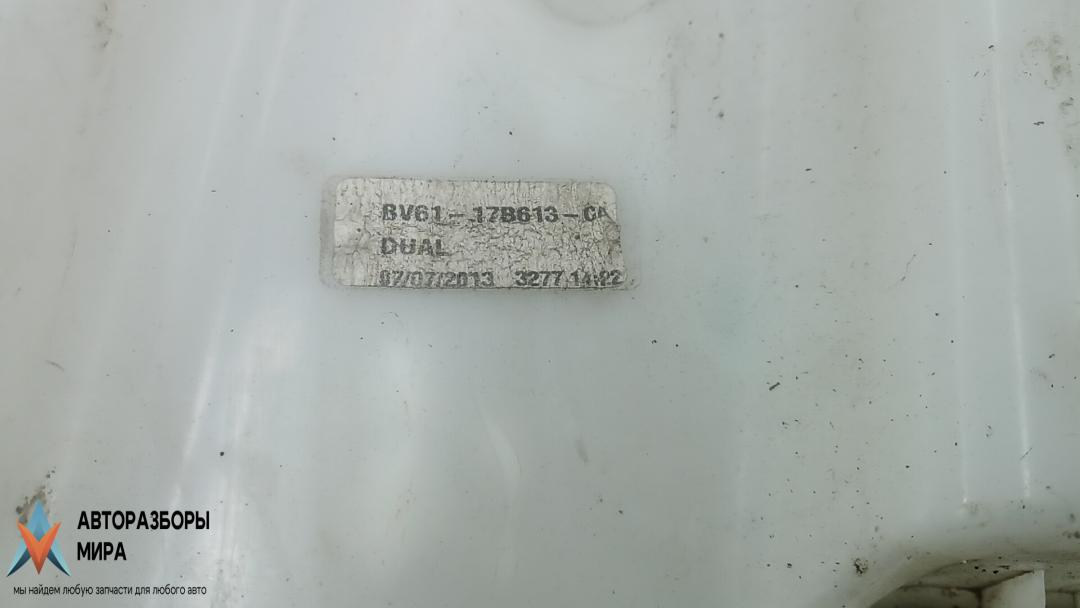 BV61-17B613-CA
DUAL
07/07/2013 3277 14:22
АВТОРАЗБОРЫ
МИРА
мы найдем любую запчасти для любого авто